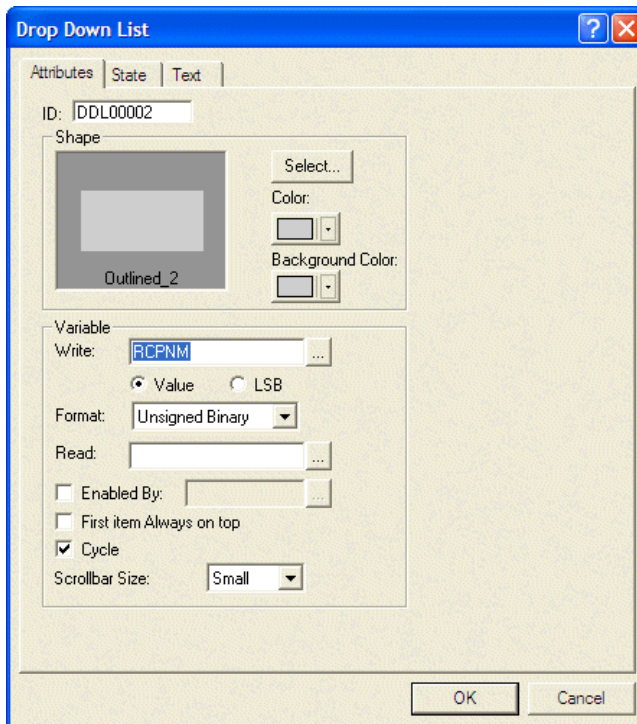 Drop Down List
Attributes State Text
ID: DDL00002
Shape
Select...
Color:
Background Color:
Outlined_2
Variable
Write: RCPNM ...
Value LSB
Format: Unsigned Binary
Read: ...
Enabled By: ...
First item Always on top
Cycle
Scrollbar Size: Small
OK Cancel